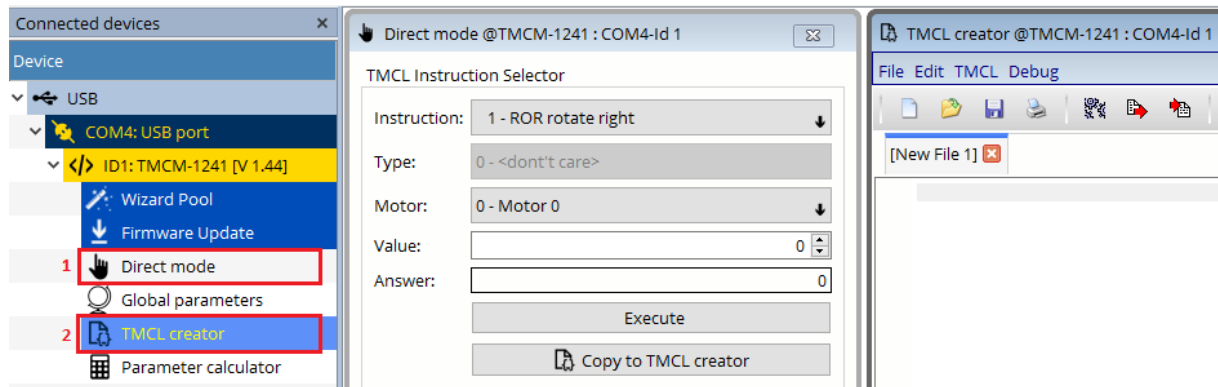 Connected devices
Device
USB
COM4: USB port
ID1: TMCM-1241 [V 1.44]
Wizard Pool
Firmware Update
1 Direct mode
Global parameters
2 TMCL creator
Parameter calculator
Direct mode @TMCM-1241 : COM4-Id 1
TMCL Instruction Selector
Instruction: 1 - ROR rotate right
Type: 0 - <don't care>
Motor: 0 - Motor 0
Value: 0
Answer: 0
Execute
Copy to TMCL creator
TMCL creator @TMCM-1241 : COM4-Id 1
File Edit TMCL Debug
[New File 1]